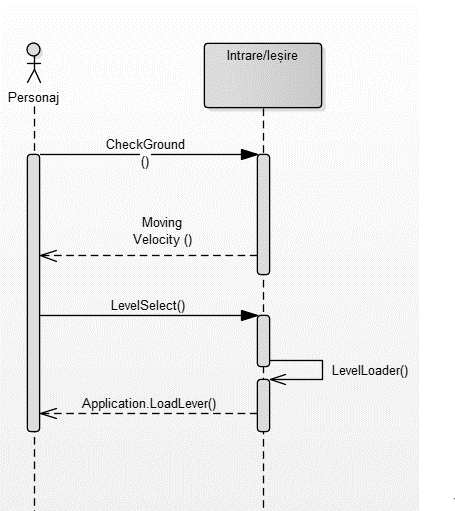 Intrare/Ieșire
Personaj
CheckGround
()
Moving
Velocity ()
LevelSelect()
LevelLoader()
Application.LoadLever()